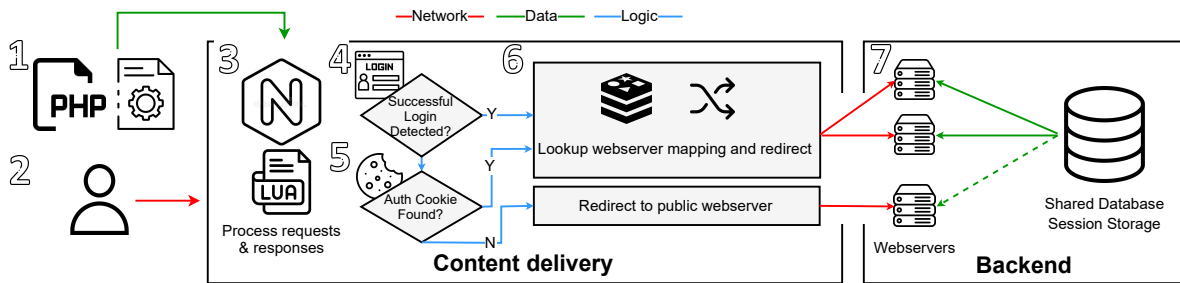 Network
Data
Logic
1
PHP
2
3
N
LUA
Process requests
& responses
4
LOGIN
Successful
Login
Detected?
Y
5
Auth Cookie
Found?
Y
N
6
Lookup webserver mapping and redirect
Redirect to public webserver
Content delivery
7
Webservers
Shared Database
Session Storage
Backend